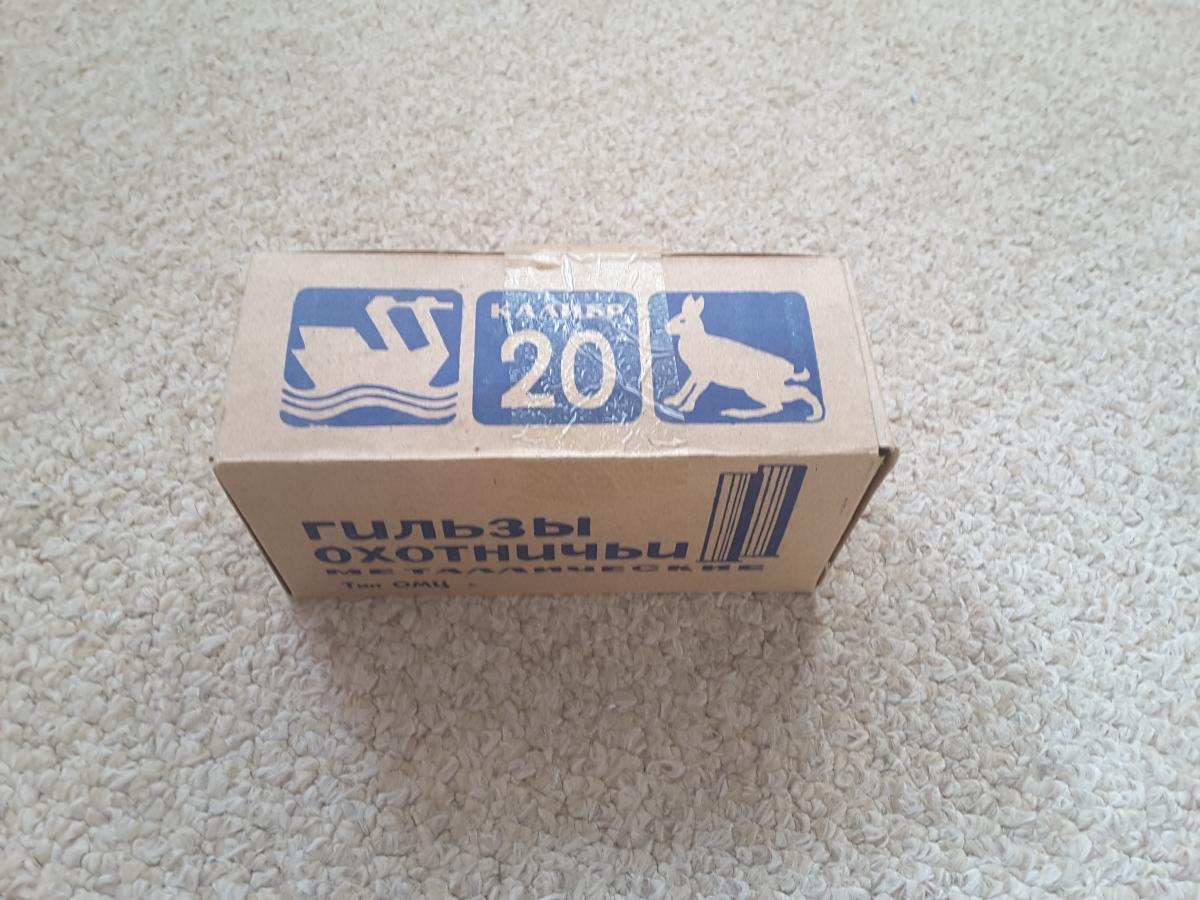 КАЛИБР
20
ГИЛЬЗЫ
ОХОТНИЧЬИ
МЕТАЛЛИЧЕСКИЕ
Тип ОМЦ